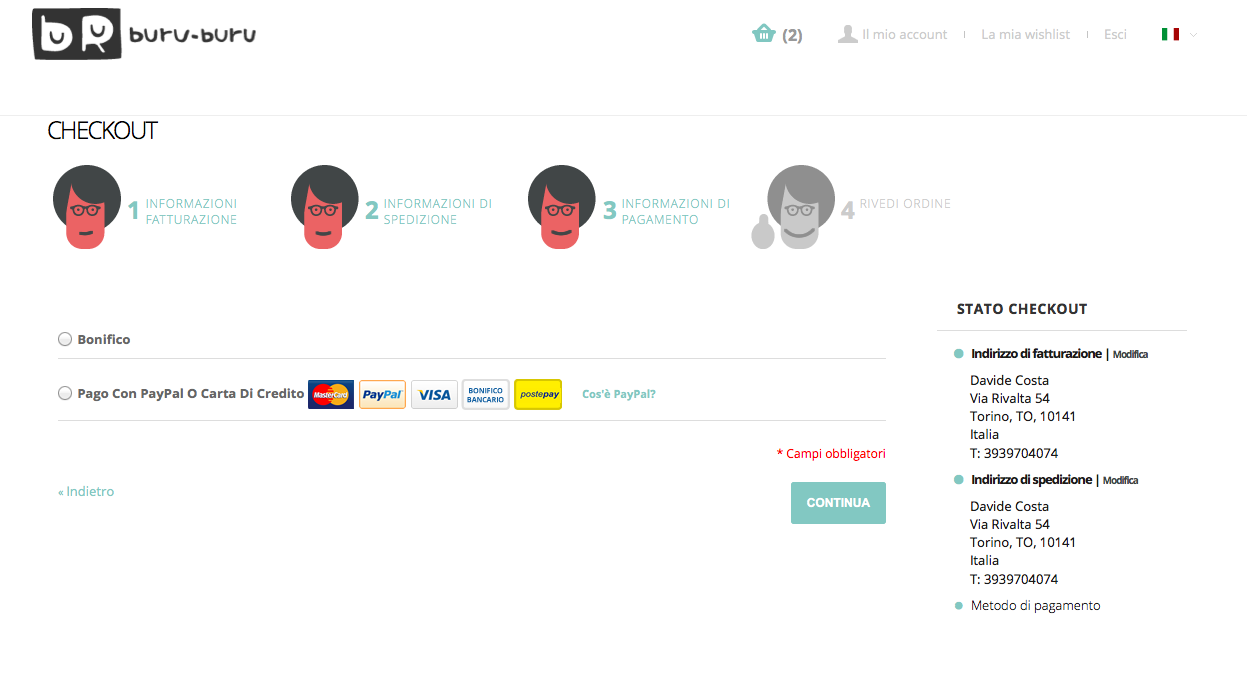 bR buru-buru
(2) Il mio account La mia wishlist Esci
CHECKOUT
1 INFORMAZIONI
FATTURAZIONE
2 INFORMAZIONI DI
SPEDIZIONE
3 INFORMAZIONI DI
PAGAMENTO
4 RIVEDI ORDINE
Bonifico
Pago Con PayPal O Carta Di Credito MasterCard PayPal VISA BONIFICO
BANCARIO
postepay Cos'è PayPal?
* Campi obbligatori
« Indietro
CONTINUA
STATO CHECKOUT
Indirizzo di fatturazione | Modifica
Davide Costa
Via Rivalta 54
Torino, TO, 10141
Italia
T: 3939704074
Indirizzo di spedizione | Modifica
Davide Costa
Via Rivalta 54
Torino, TO, 10141
Italia
T: 3939704074
Metodo di pagamento